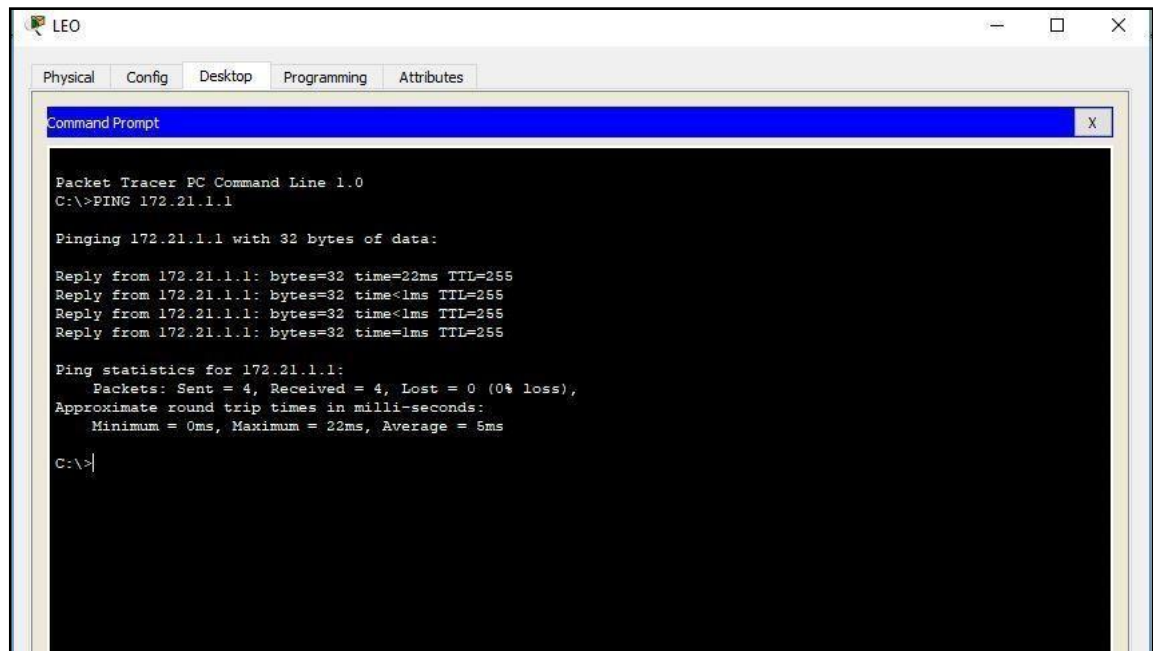 LEO
Physical Config Desktop Programming Attributes
Command Prompt X
Packet Tracer PC Command Line 1.0
C:\>PING 172.21.1.1
Pinging 172.21.1.1 with 32 bytes of data:
Reply from 172.21.1.1: bytes=32 time=22ms TTL=255
Reply from 172.21.1.1: bytes=32 time<1ms TTL=255
Reply from 172.21.1.1: bytes=32 time<1ms TTL=255
Reply from 172.21.1.1: bytes=32 time=1ms TTL=255
Ping statistics for 172.21.1.1:
Packets: Sent = 4, Received = 4, Lost = 0 (0% loss),
Approximate round trip times in milli-seconds:
Minimum = 0ms, Maximum = 22ms, Average = 5ms
C:\>